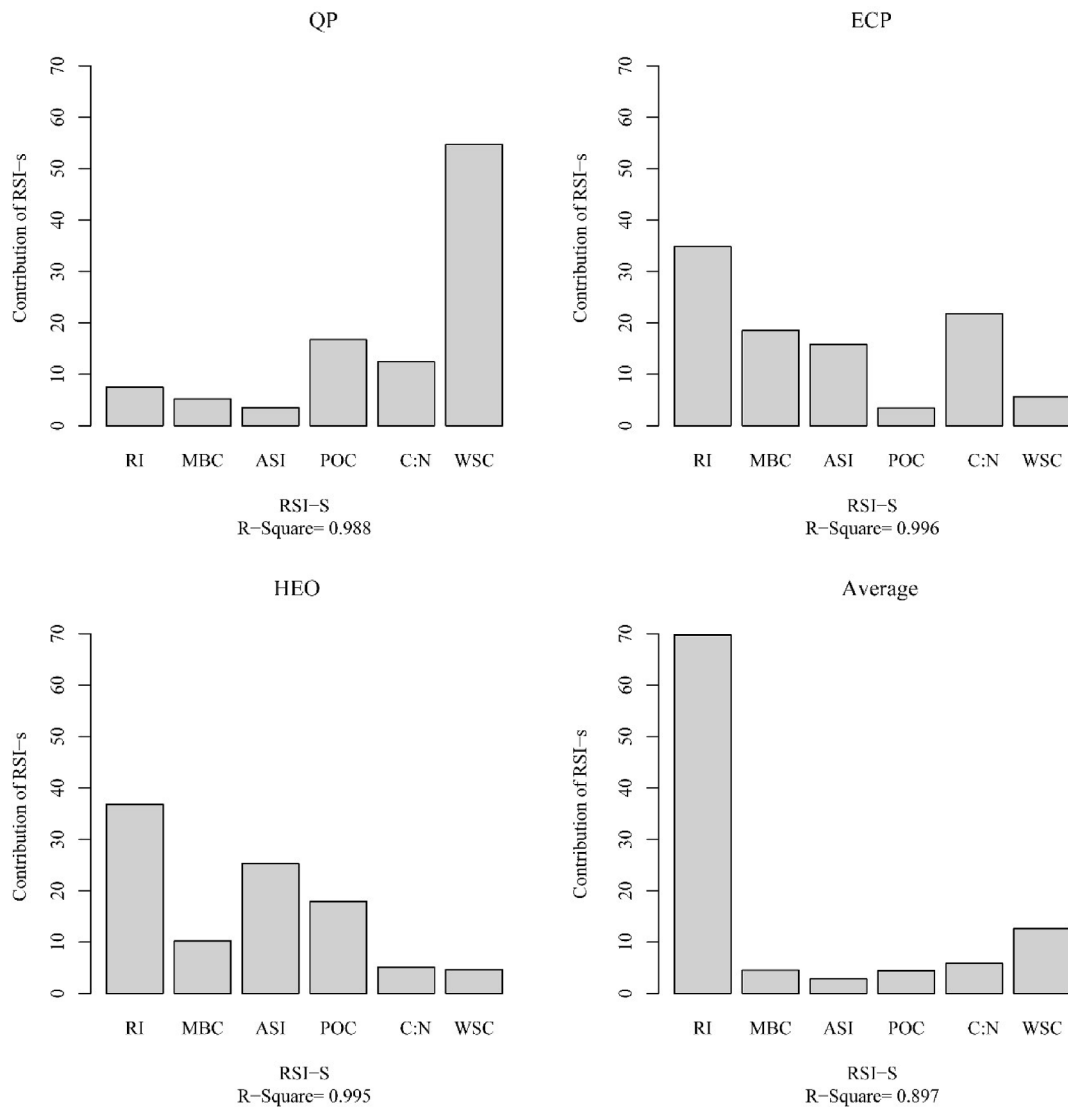 QP
Contribution of RSI-s
70
60
50
40
30
20
10
0
RI MBC ASI POC C:N WSC
RSI-S
R-Square= 0.988
ECP
Contribution of RSI-s
70
60
50
40
30
20
10
0
RI MBC ASI POC C:N WSC
RSI-S
R-Square= 0.996
HEO
Contribution of RSI-s
70
60
50
40
30
20
10
0
RI MBC ASI POC C:N WSC
RSI-S
R-Square= 0.995
Average
Contribution of RSI-s
70
60
50
40
30
20
10
0
RI MBC ASI POC C:N WSC
RSI-S
R-Square= 0.897